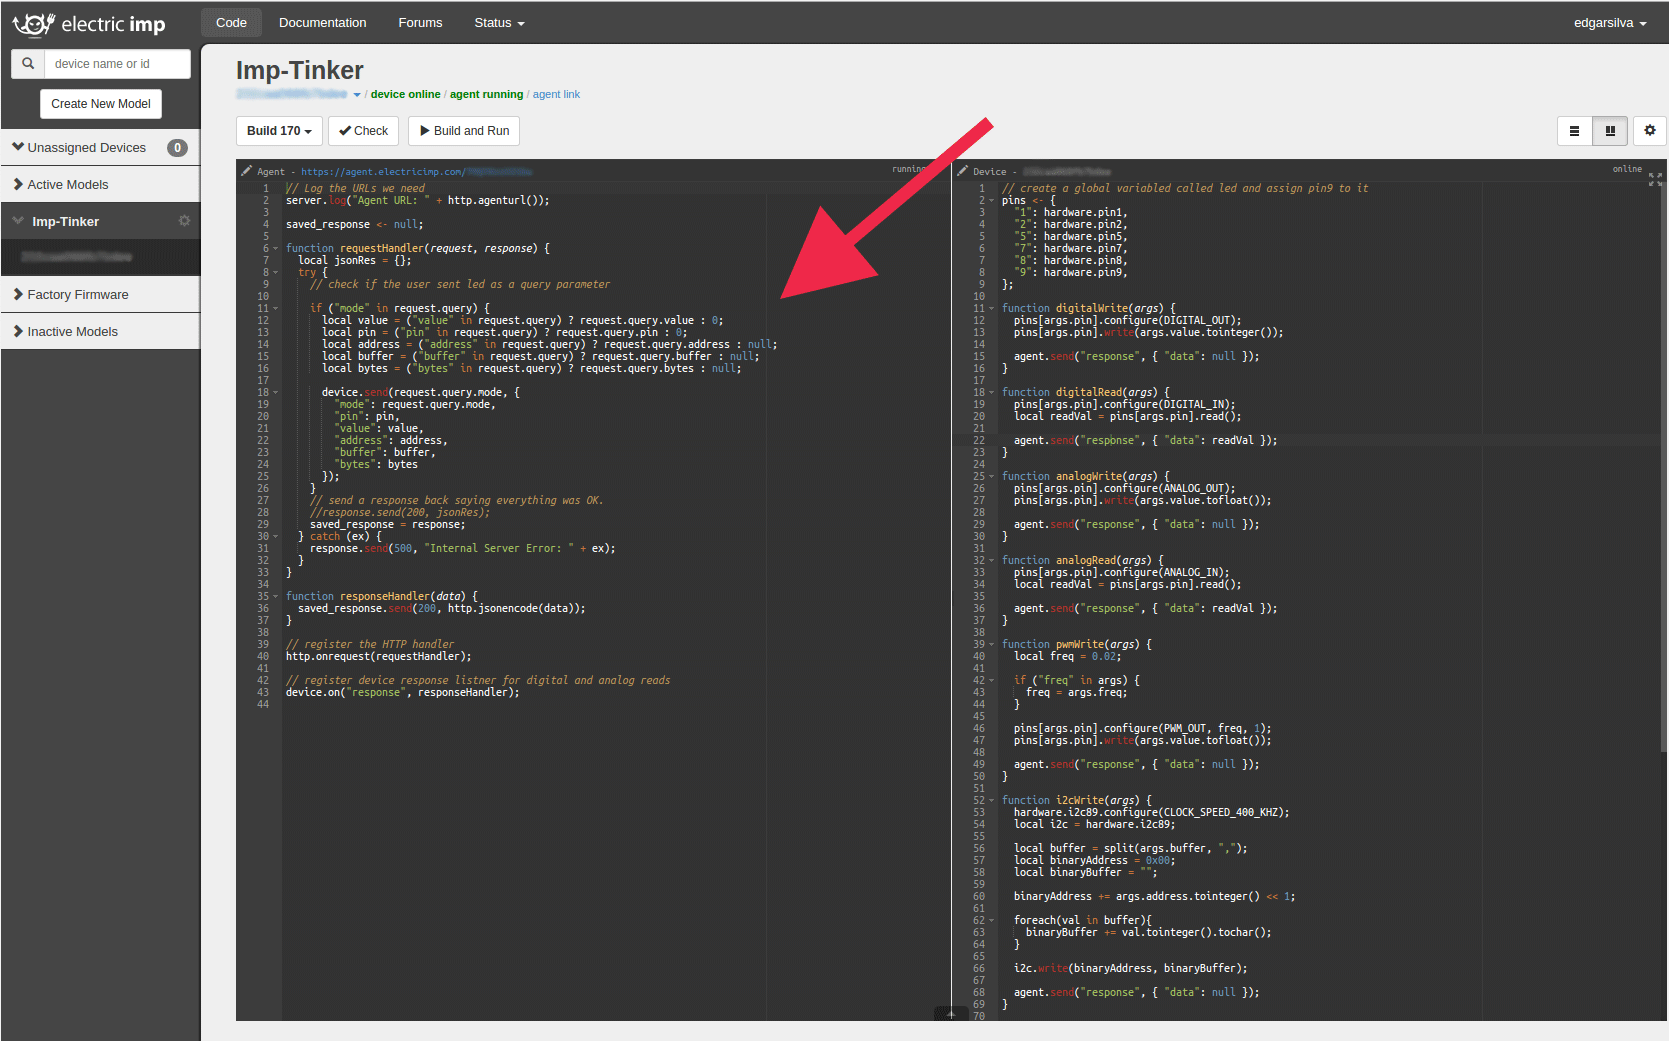 electric imp
Code Documentation Forums Status
edgarsilva
device name or id
Create New Model
Unassigned Devices 0
Active Models
Imp-Tinker
Factory Firmware
Inactive Models
Imp-Tinker
/ device online / agent running / agent link
Build 170 Check Build and Run
Agent - https://agent.electricimp.com/
running
1 // Log the URLs we need
2 server.log("Agent URL: " + http.agenturl());
3
4 saved_response <- null;
5
6 function requestHandler(request, response) {
7 local jsonRes = {};
8 try {
9 // check if the user sent led as a query parameter
10
11 if ("mode" in request.query) {
12 local value = ("value" in request.query) ? request.query.value : 0;
13 local pin = ("pin" in request.query) ? request.query.pin : 0;
14 local address = ("address" in request.query) ? request.query.address : null;
15 local buffer = ("buffer" in request.query) ? request.query.buffer : null;
16 local bytes = ("bytes" in request.query) ? request.query.bytes : null;
17
18 device.send(request.query.mode, {
19 "mode": request.query.mode,
20 "pin": pin,
21 "value": value,
22 "address": address,
23 "buffer": buffer,
24 "bytes": bytes
25 });
26 }
27 // send a response back saying everything was OK.
28 //response.send(200, jsonRes);
29 saved_response = response;
30 } catch (ex) {
31 response.send(500, "Internal Server Error: " + ex);
32 }
33 }
34
35 function responseHandler(data) {
36 saved_response.send(200, http.jsonencode(data));
37 }
38
39 // register the HTTP handler
40 http.onrequest(requestHandler);
41
42 // register device response listner for digital and analog reads
43 device.on("response", responseHandler);
44
Device -
online
1 // create a global variabled called led and assign pin9 to it
2 pins <- {
3 "1": hardware.pin1,
4 "2": hardware.pin2,
5 "5": hardware.pin5,
6 "7": hardware.pin7,
7 "8": hardware.pin8,
8 "9": hardware.pin9,
9 };
10
11 function digitalWrite(args) {
12 pins[args.pin].configure(DIGITAL_OUT);
13 pins[args.pin].write(args.value.tointeger());
14
15 agent.send("response", { "data": null });
16 }
17
18 function digitalRead(args) {
19 pins[args.pin].configure(DIGITAL_IN);
20 local readVal = pins[args.pin].read();
21
22 agent.send("response", { "data": readVal });
23 }
24
25 function analogWrite(args) {
26 pins[args.pin].configure(ANALOG_OUT);
27 pins[args.pin].write(args.value.tofloat());
28
29 agent.send("response", { "data": null });
30 }
31
32 function analogRead(args) {
33 pins[args.pin].configure(ANALOG_IN);
34 local readVal = pins[args.pin].read();
35
36 agent.send("response", { "data": readVal });
37 }
38
39 function pwmWrite(args) {
40 local freq = 0.02;
41
42 if ("freq" in args) {
43 freq = args.freq;
44 }
45
46 pins[args.pin].configure(PWM_OUT, freq, 1);
47 pins[args.pin].write(args.value.tofloat());
48
49 agent.send("response", { "data": null });
50 }
51
52 function i2cWrite(args) {
53 hardware.i2c89.configure(CLOCK_SPEED_400_KHZ);
54 local i2c = hardware.i2c89;
55
56 local buffer = split(args.buffer, ",");
57 local binaryAddress = 0x00;
58 local binaryBuffer = "";
59
60 binaryAddress += args.address.tointeger() << 1;
61
62 foreach(val in buffer){
63 binaryBuffer += val.tointeger().tochar();
64 }
65
66 i2c.write(binaryAddress, binaryBuffer);
67
68 agent.send("response", { "data": null });
69 }
70